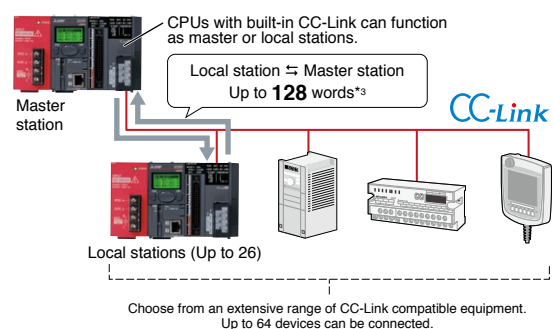 CPUs with built-in CC-Link can function
as master or local stations.
Local station ⇆ Master station
Up to 128 words*3
Master
station
CC-Link
Local stations (Up to 26)
Choose from an extensive range of CC-Link compatible equipment.
Up to 64 devices can be connected.